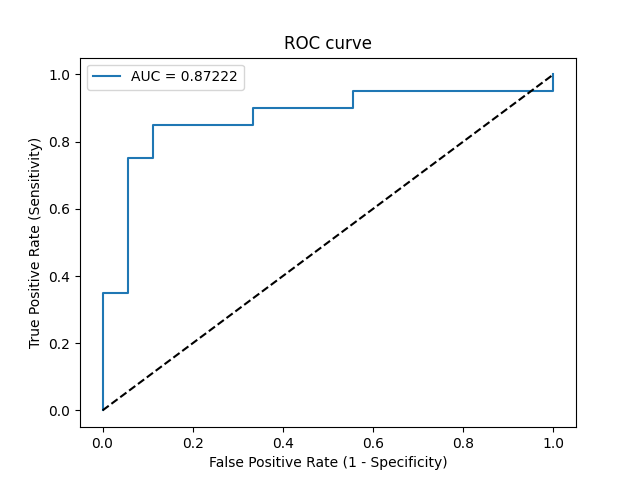 ROC curve
AUC = 0.87222
1.0
0.8
0.6
0.4
0.2
0.0
True Positive Rate (Sensitivity)
0.0 0.2 0.4 0.6 0.8 1.0
False Positive Rate (1 - Specificity)